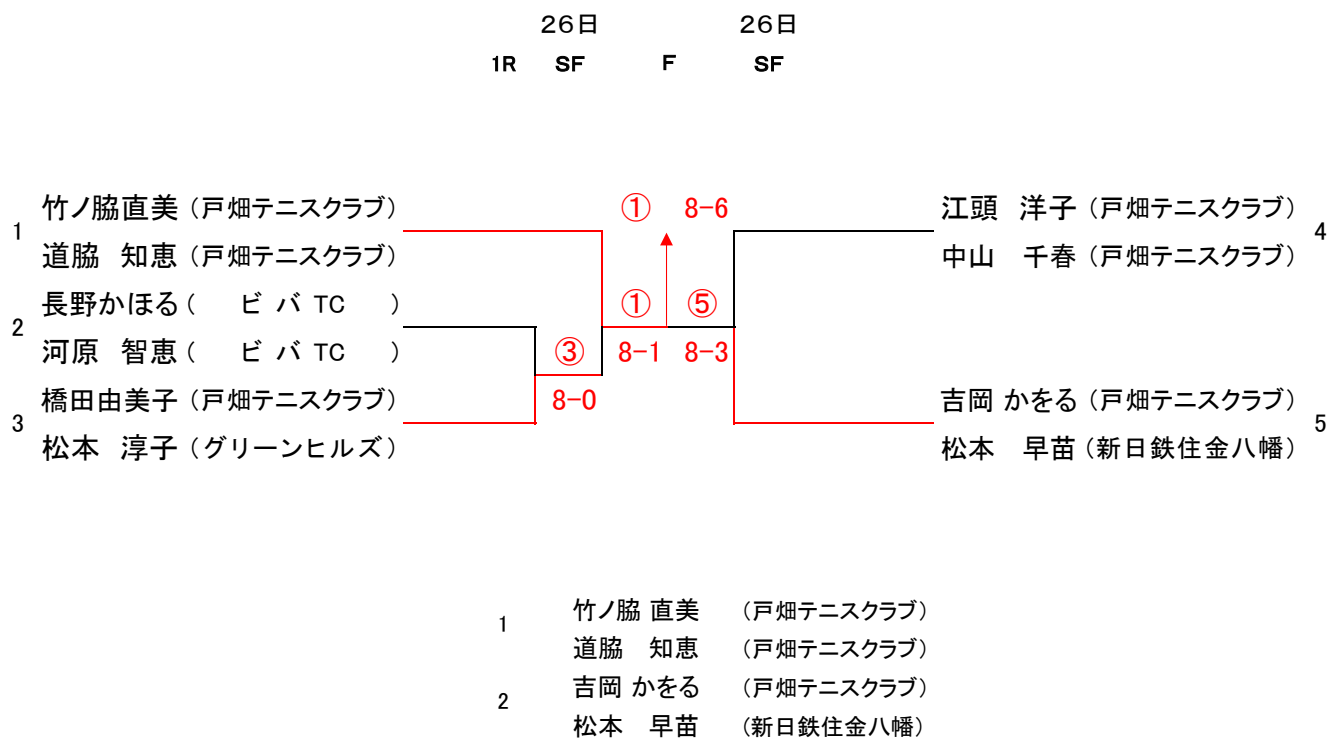 26日 26日
1R SF F SF
竹ノ脇直美 (戸畑テニスクラブ) ① 8-6 江頭 洋子 (戸畑テニスクラブ)
1 4
道脇 知恵 (戸畑テニスクラブ) 中山 千春 (戸畑テニスクラブ)
長野かほる ( ビ バ TC ) ① ⑤
2
河原 智恵 ( ビ バ TC ) ③ 8-1 8-3
橋田由美子 (戸畑テニスクラブ) 8-0 吉岡 かをる (戸畑テニスクラブ)
3 5
松本 淳子 (グリーンヒルズ) 松本 早苗 (新日鉄住金八幡)
竹ノ脇 直美 (戸畑テニスクラブ)
1
道脇 知恵 (戸畑テニスクラブ)
吉岡 かをる (戸畑テニスクラブ)
2
松本 早苗 (新日鉄住金八幡)